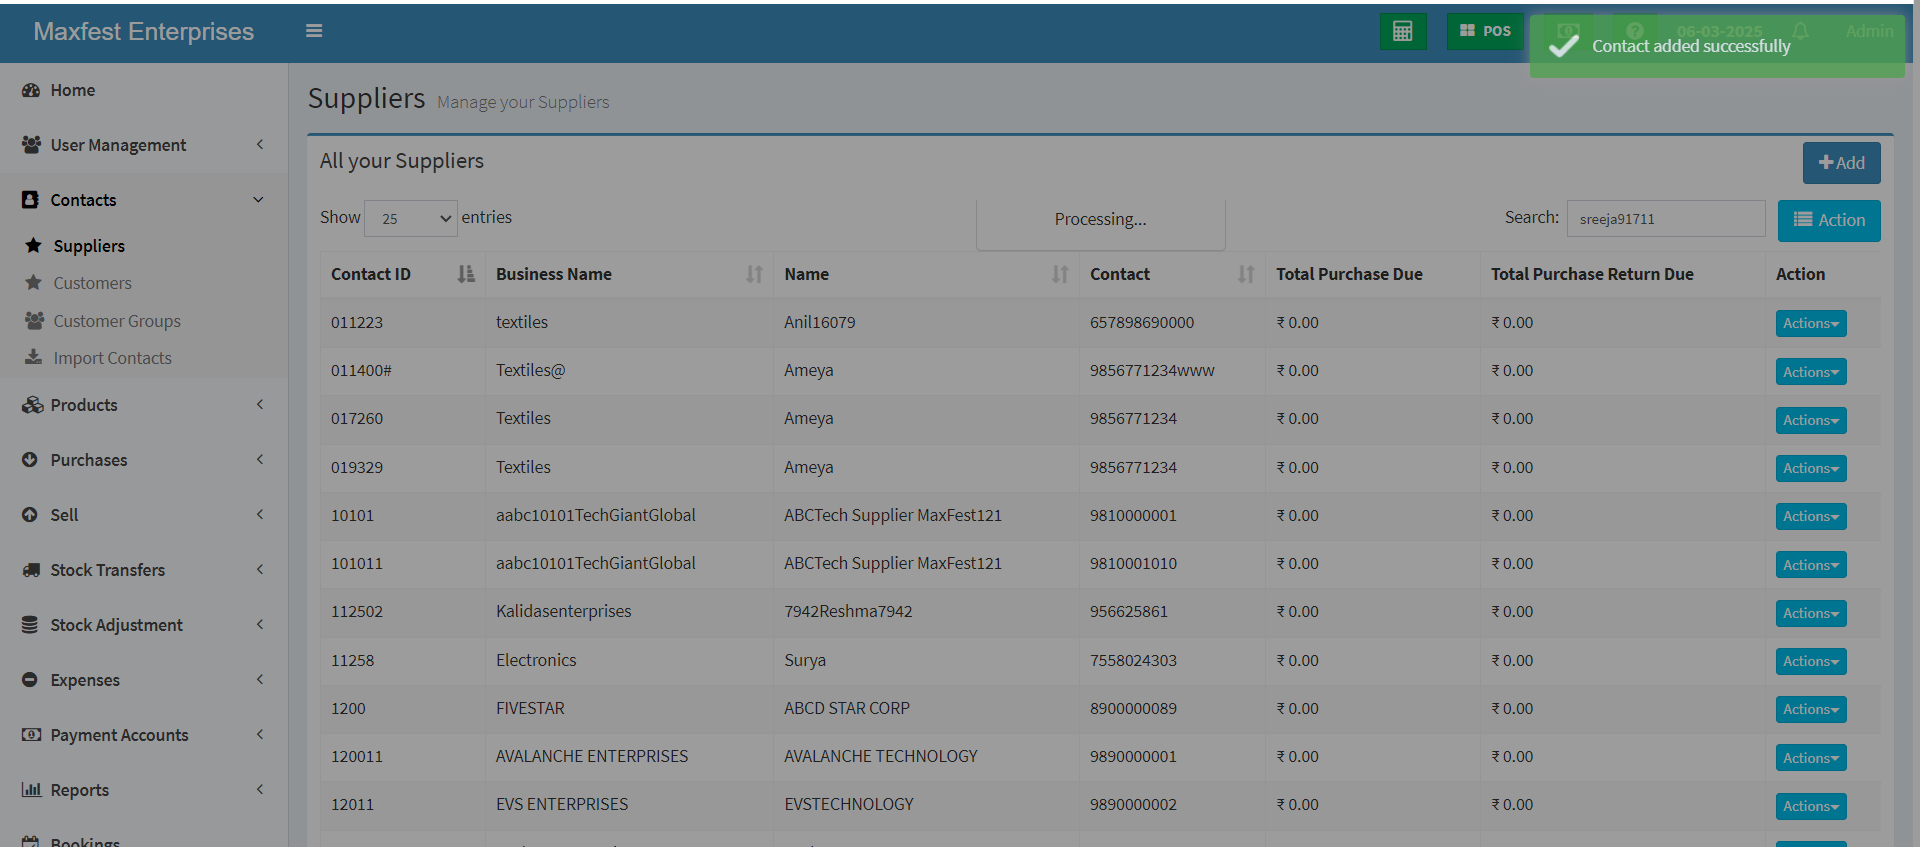 Maxfest Enterprises
POS
06-03-2025
Admin
Contact added successfully
Home
User Management
Contacts
Suppliers
Customers
Customer Groups
Import Contacts
Products
Purchases
Sell
Stock Transfers
Stock Adjustment
Expenses
Payment Accounts
Reports
Bookings
Suppliers Manage your Suppliers
All your Suppliers
Add
Show 25 entries
Processing...
Search: sreeja91711
Action
Contact ID Business Name Name Contact Total Purchase Due Total Purchase Return Due Action
011223 textiles Anil16079 657898690000 ₹ 0.00 ₹ 0.00 Actions
011400# Textiles@ Ameya 9856771234www ₹ 0.00 ₹ 0.00 Actions
017260 Textiles Ameya 9856771234 ₹ 0.00 ₹ 0.00 Actions
019329 Textiles Ameya 9856771234 ₹ 0.00 ₹ 0.00 Actions
10101 aabc10101TechGiantGlobal ABCTech Supplier MaxFest121 9810000001 ₹ 0.00 ₹ 0.00 Actions
101011 aabc10101TechGiantGlobal ABCTech Supplier MaxFest121 9810001010 ₹ 0.00 ₹ 0.00 Actions
112502 Kalidasenterprises 7942Reshma7942 956625861 ₹ 0.00 ₹ 0.00 Actions
11258 Electronics Surya 7558024303 ₹ 0.00 ₹ 0.00 Actions
1200 FIVESTAR ABCD STAR CORP 8900000089 ₹ 0.00 ₹ 0.00 Actions
120011 AVALANCHE ENTERPRISES AVALANCHE TECHNOLOGY 9890000001 ₹ 0.00 ₹ 0.00 Actions
12011 EVS ENTERPRISES EVSTECHNOLOGY 9890000002 ₹ 0.00 ₹ 0.00 Actions